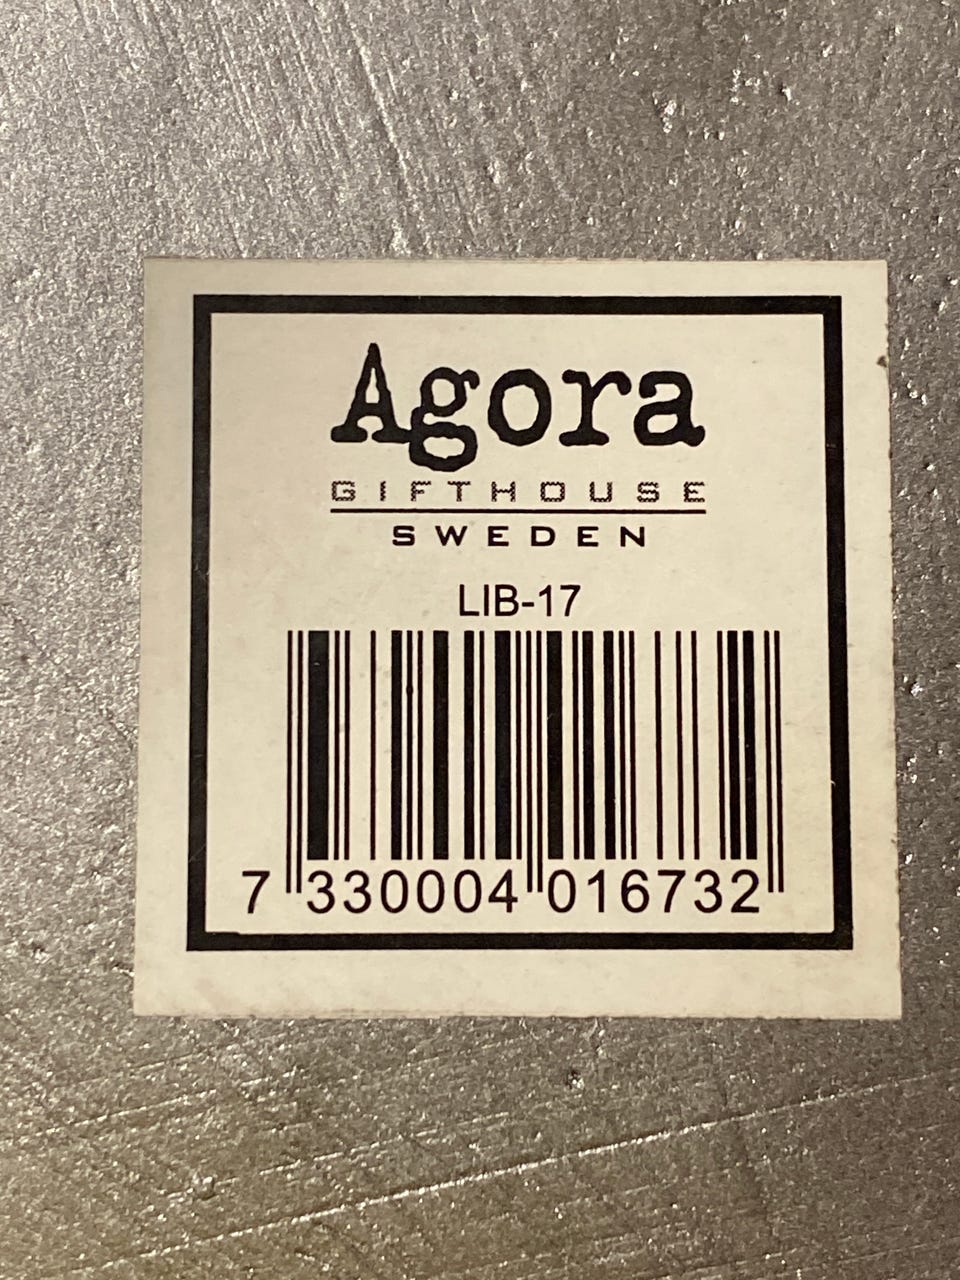 Agora
GIFTHOUSE
SWEDEN
LIB-17
7 330004 016732